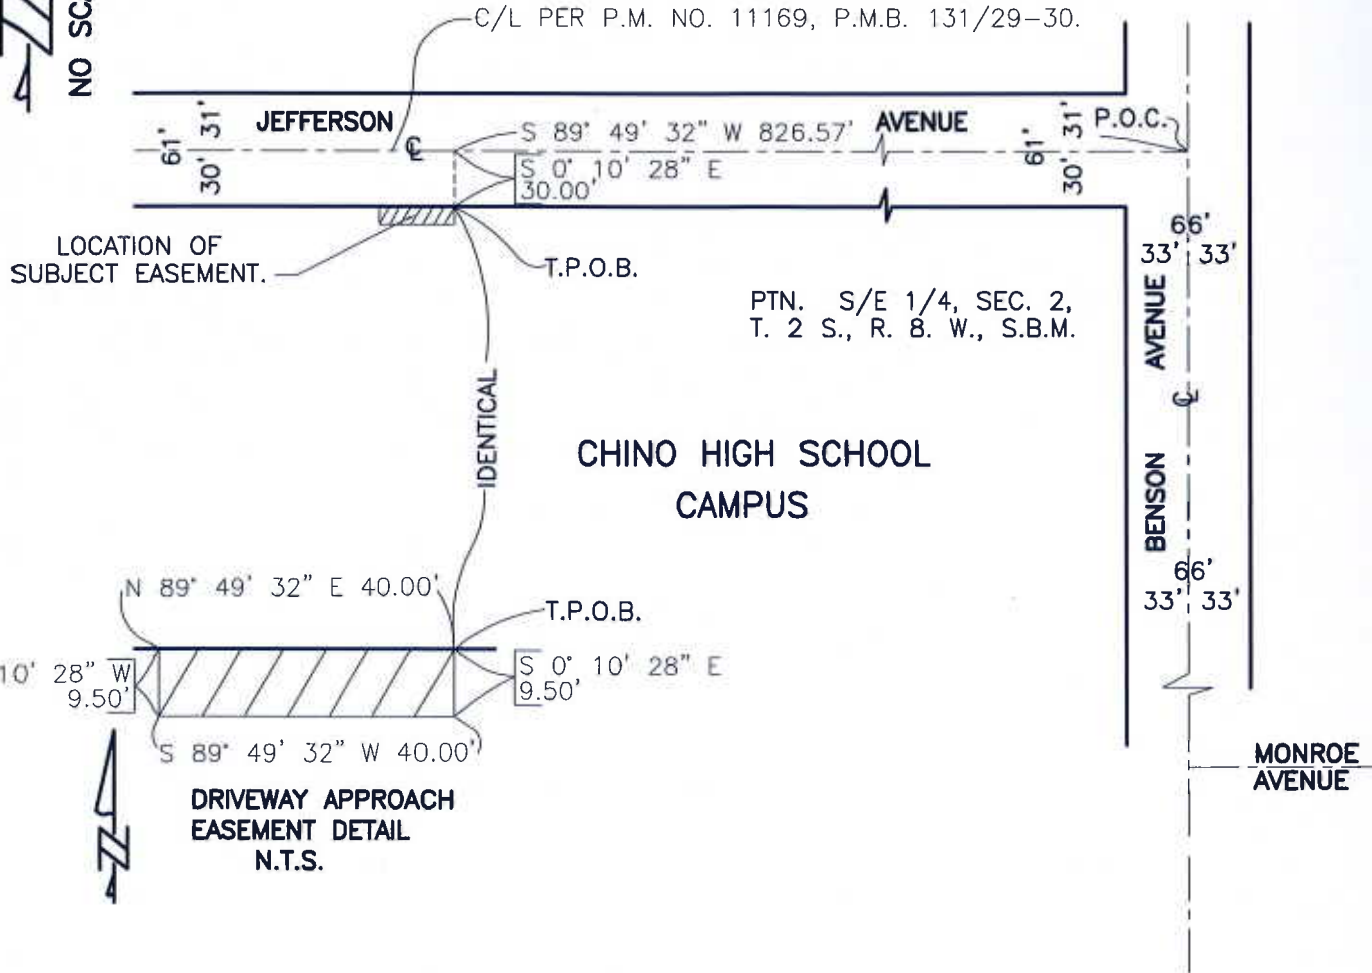 C/L PER P.M. NO. 11169, P.M.B. 131/29-30.
NO
JEFFERSON
AVENUE
61'
31'
30'
℄
S 89° 49' 32" W 826.57'
S 0° 10' 28" E
30.00'
61'
31'
30'
P.O.C.
LOCATION OF
SUBJECT EASEMENT.
T.P.O.B.
66'
33' 33'
PTN. S/E 1/4, SEC. 2,
T. 2 S., R. 8. W., S.B.M.
BENSON AVENUE
℄
IDENTICAL
CHINO HIGH SCHOOL
CAMPUS
66'
33' 33'
N 89° 49' 32" E 40.00'
T.P.O.B.
10' 28" W
9.50'
S 0° 10' 28" E
9.50'
S 89° 49' 32" W 40.00'
N
DRIVEWAY APPROACH
EASEMENT DETAIL
N.T.S.
MONROE
AVENUE